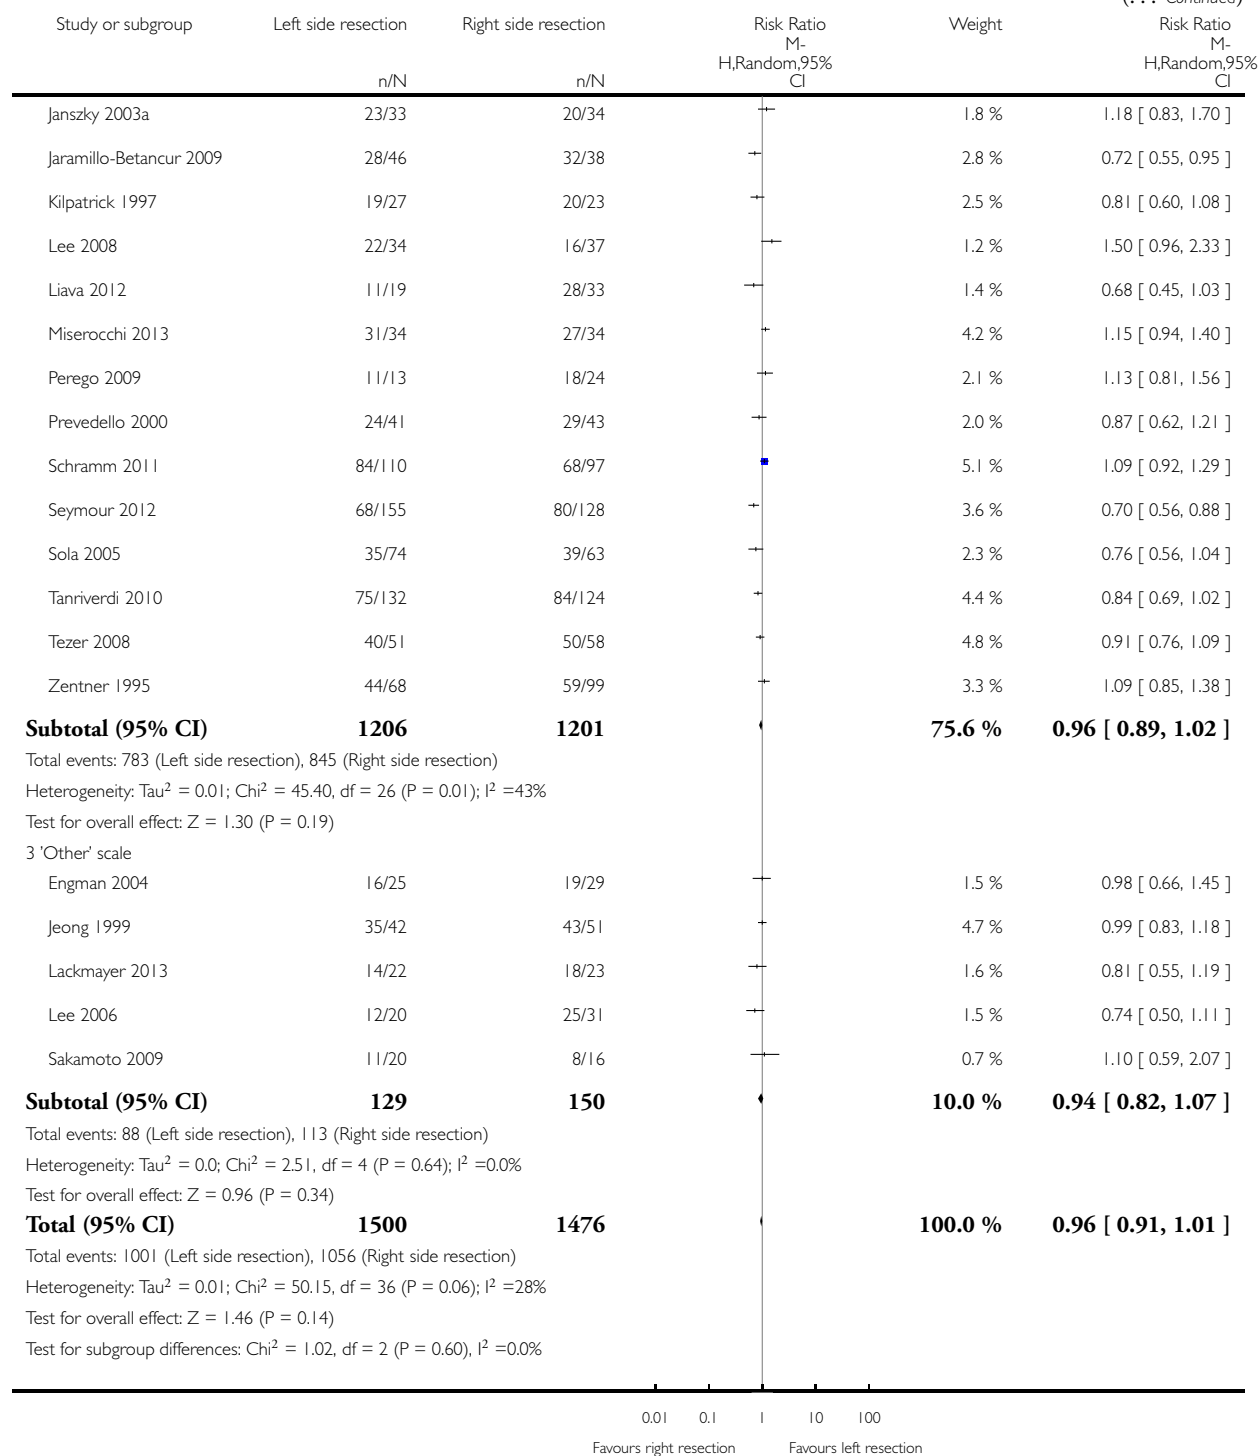 (. . . Continued)
Study or subgroup Left side resection Right side resection Risk Ratio Weight Risk Ratio
M- M-
H,Random,95% H,Random,95%
n/N n/N CI CI
Janszky 2003a 23/33 20/34 1.8 % 1.18 [ 0.83, 1.70 ]
Jaramillo-Betancur 2009 28/46 32/38 2.8 % 0.72 [ 0.55, 0.95 ]
Kilpatrick 1997 19/27 20/23 2.5 % 0.81 [ 0.60, 1.08 ]
Lee 2008 22/34 16/37 1.2 % 1.50 [ 0.96, 2.33 ]
Liava 2012 11/19 28/33 1.4 % 0.68 [ 0.45, 1.03 ]
Miserocchi 2013 31/34 27/34 4.2 % 1.15 [ 0.94, 1.40 ]
Perego 2009 11/13 18/24 2.1 % 1.13 [ 0.81, 1.56 ]
Prevedello 2000 24/41 29/43 2.0 % 0.87 [ 0.62, 1.21 ]
Schramm 2011 84/110 68/97 5.1 % 1.09 [ 0.92, 1.29 ]
Seymour 2012 68/155 80/128 3.6 % 0.70 [ 0.56, 0.88 ]
Sola 2005 35/74 39/63 2.3 % 0.76 [ 0.56, 1.04 ]
Tanriverdi 2010 75/132 84/124 4.4 % 0.84 [ 0.69, 1.02 ]
Tezer 2008 40/51 50/58 4.8 % 0.91 [ 0.76, 1.09 ]
Zentner 1995 44/68 59/99 3.3 % 1.09 [ 0.85, 1.38 ]
Subtotal (95% CI) 1206 1201 75.6 % 0.96 [ 0.89, 1.02 ]
Total events: 783 (Left side resection), 845 (Right side resection)
Heterogeneity: Tau² = 0.01; Chi² = 45.40, df = 26 (P = 0.01); I² =43%
Test for overall effect: Z = 1.30 (P = 0.19)
3 ’Other’ scale
Engman 2004 16/25 19/29 1.5 % 0.98 [ 0.66, 1.45 ]
Jeong 1999 35/42 43/51 4.7 % 0.99 [ 0.83, 1.18 ]
Lackmayer 2013 14/22 18/23 1.6 % 0.81 [ 0.55, 1.19 ]
Lee 2006 12/20 25/31 1.5 % 0.74 [ 0.50, 1.11 ]
Sakamoto 2009 11/20 8/16 0.7 % 1.10 [ 0.59, 2.07 ]
Subtotal (95% CI) 129 150 10.0 % 0.94 [ 0.82, 1.07 ]
Total events: 88 (Left side resection), 113 (Right side resection)
Heterogeneity: Tau² = 0.0; Chi² = 2.51, df = 4 (P = 0.64); I² =0.0%
Test for overall effect: Z = 0.96 (P = 0.34)
Total (95% CI) 1500 1476 100.0 % 0.96 [ 0.91, 1.01 ]
Total events: 1001 (Left side resection), 1056 (Right side resection)
Heterogeneity: Tau² = 0.01; Chi² = 50.15, df = 36 (P = 0.06); I² =28%
Test for overall effect: Z = 1.46 (P = 0.14)
Test for subgroup differences: Chi² = 1.02, df = 2 (P = 0.60), I² =0.0%
0.01 0.1 1 10 100
Favours right resection Favours left resection